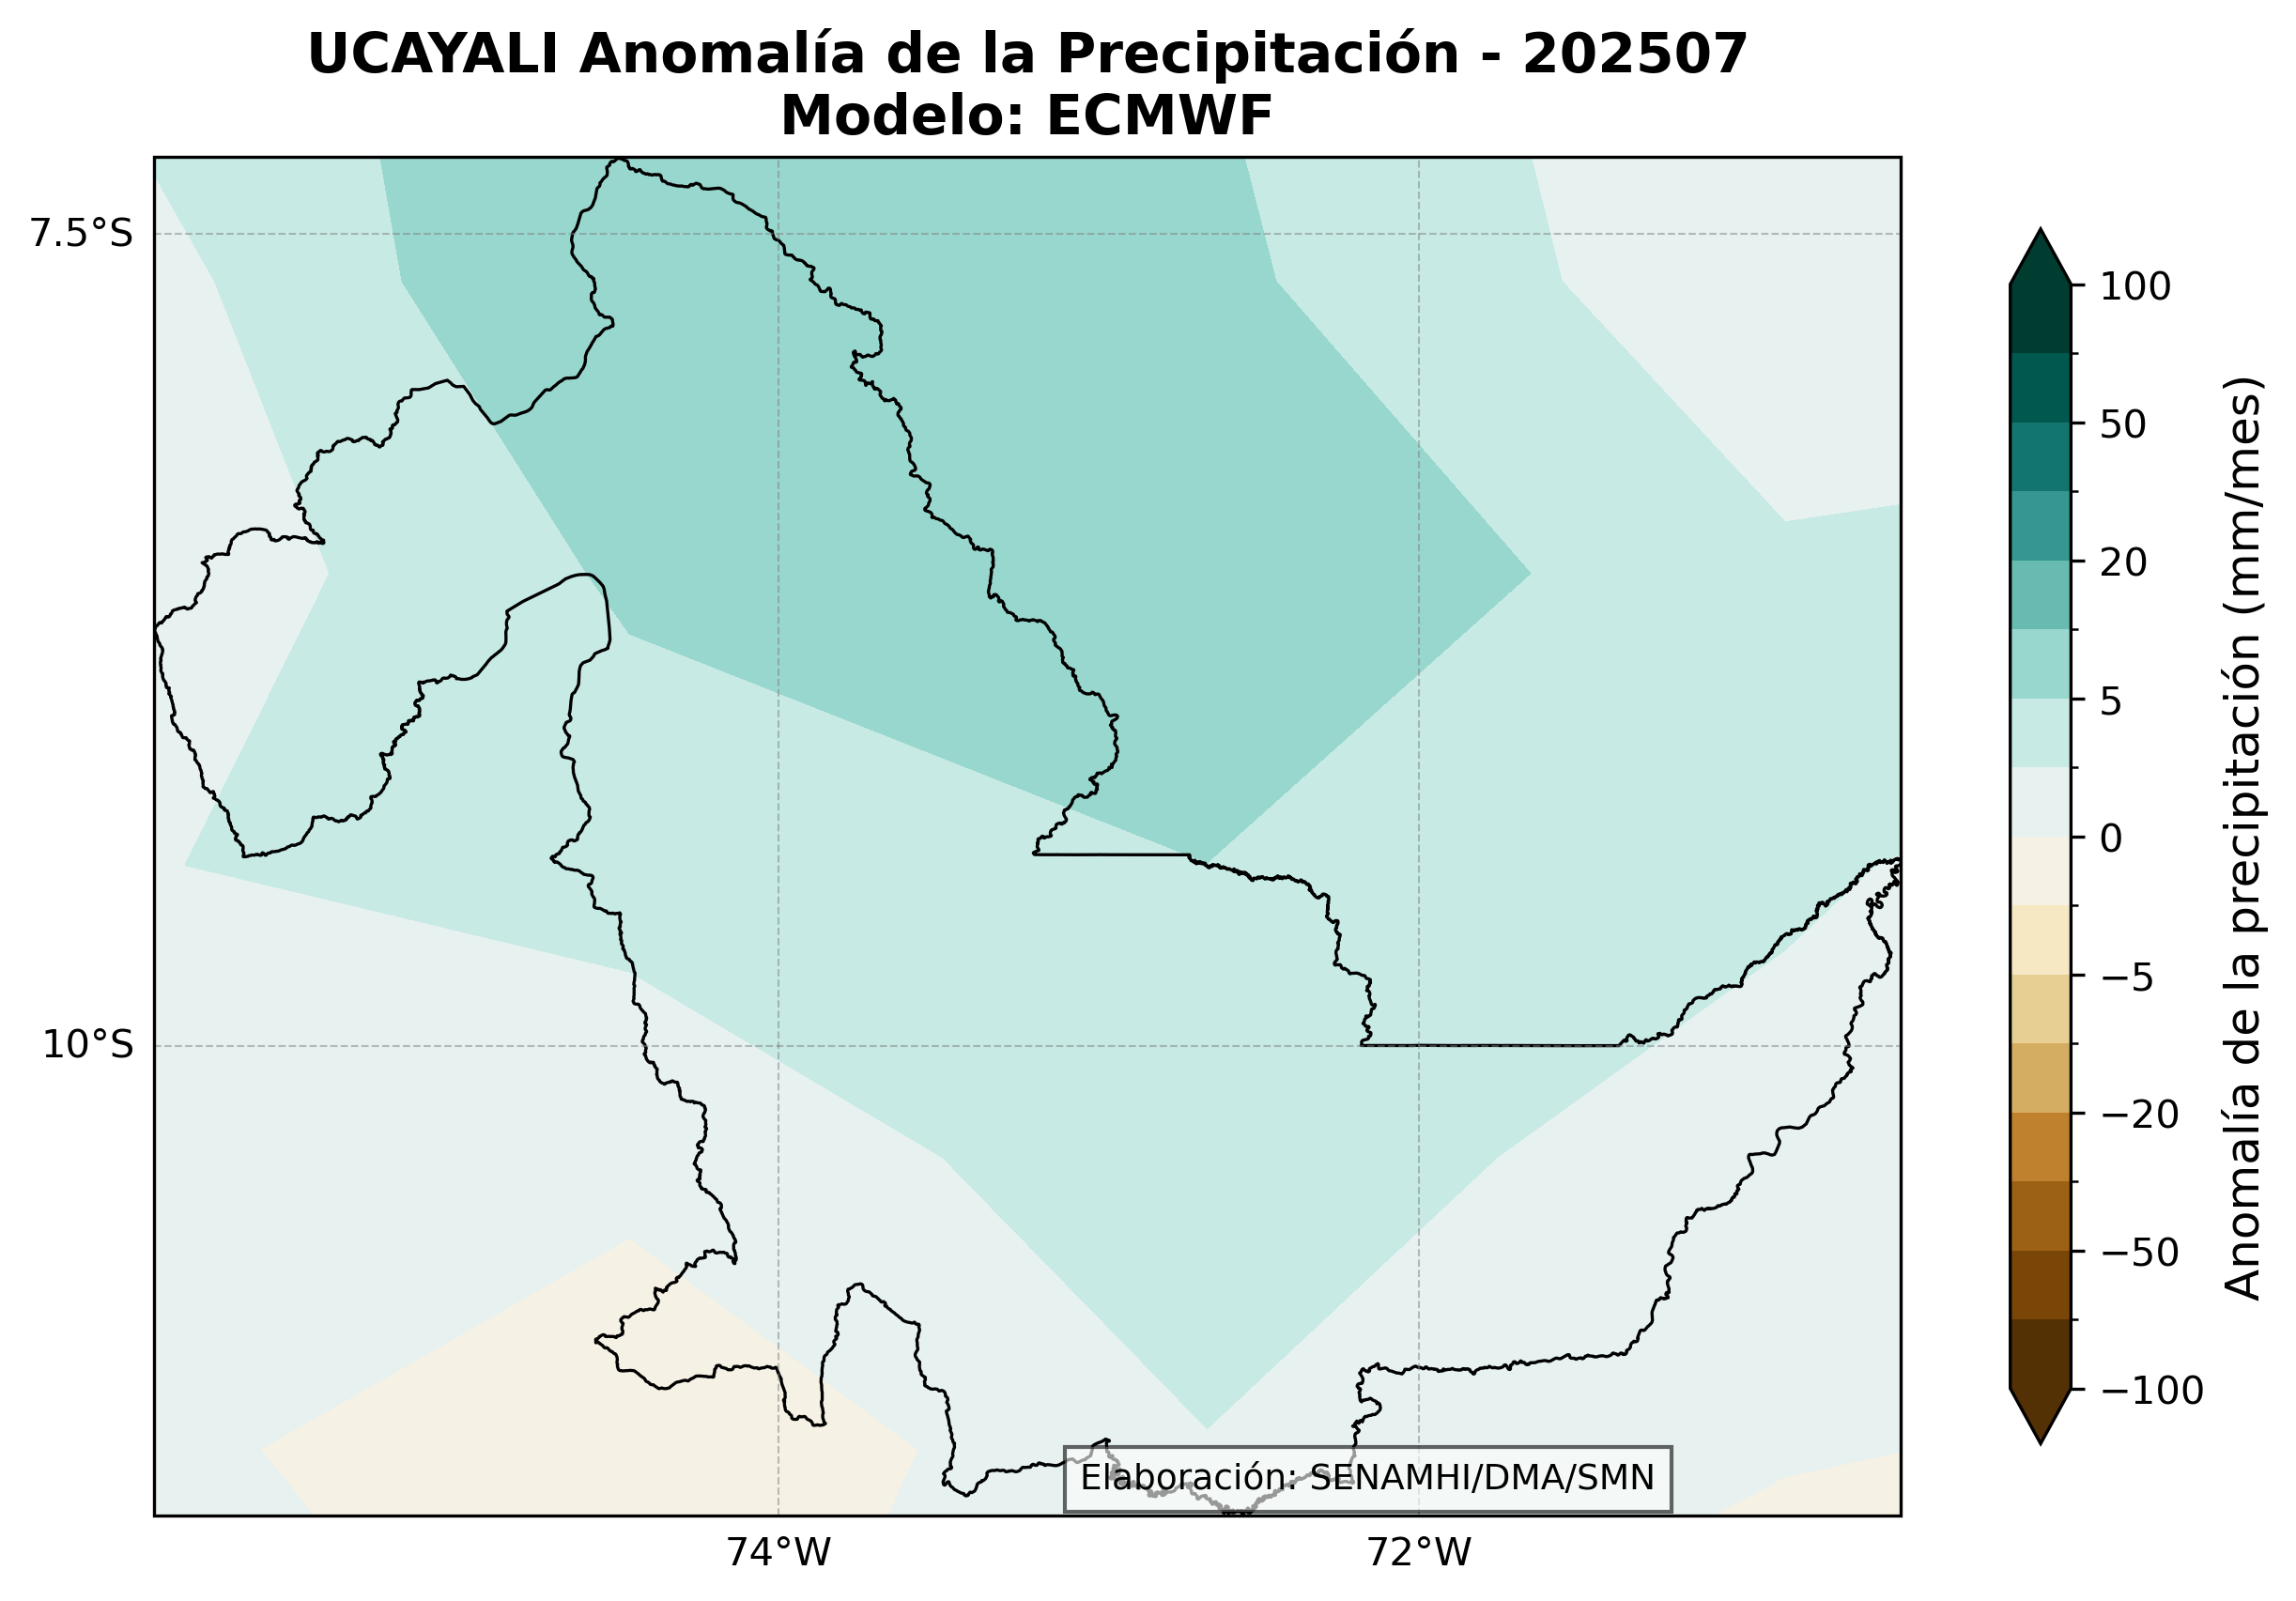 UCAYALI Anomalía de la Precipitación - 202507
Modelo: ECMWF
7.5°S
10°S
74°W
72°W
100
50
20
5
0
−5
−20
−50
−100
Anomalía de la precipitación (mm/mes)
Elaboración: SENAMHI/DMA/SMN